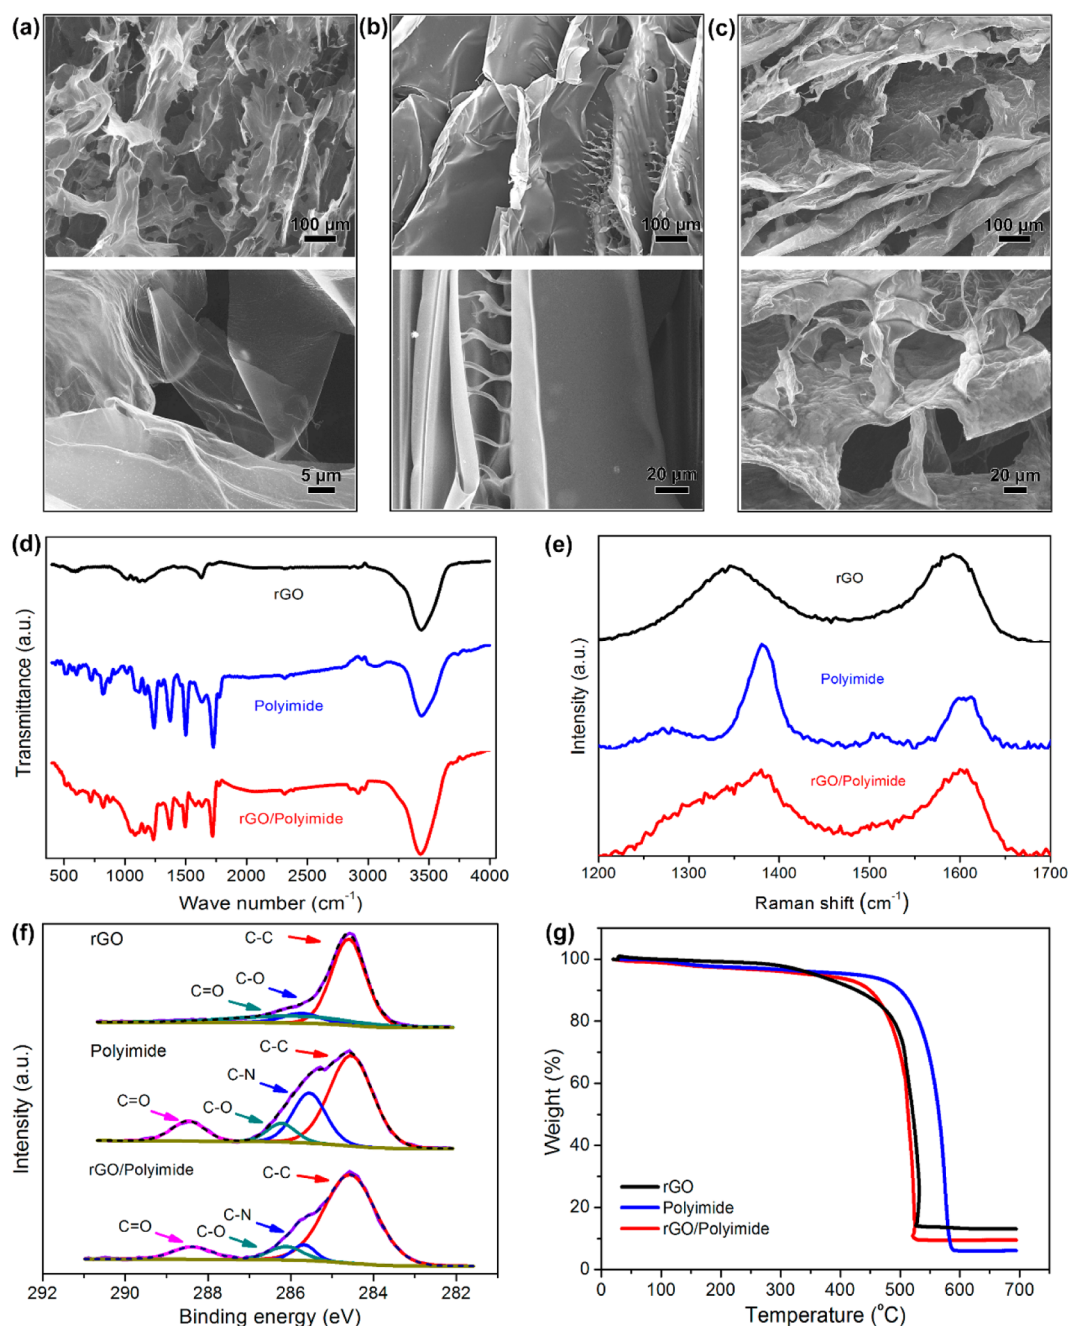 (a)
100 µm
5 µm
(b)
100 µm
20 µm
(c)
100 µm
20 µm
(d)
Transmittance (a.u.)
rGO
Polyimide
rGO/Polyimide
500 1000 1500 2000 2500 3000 3500 4000
Wave number (cm⁻¹)
(e)
Intensity (a.u.)
rGO
Polyimide
rGO/Polyimide
1200 1300 1400 1500 1600 1700
Raman shift (cm⁻¹)
(f)
Intensity (a.u.)
rGO
C-C
C-O
C=O
Polyimide
C-C
C-N
C=O
C-O
rGO/Polyimide
C-C
C-N
C=O
C-O
292 290 288 286 284 282
Binding energy (eV)
(g)
Weight (%)
100
80
60
40
20
0
rGO
Polyimide
rGO/Polyimide
0 100 200 300 400 500 600 700
Temperature (°C)